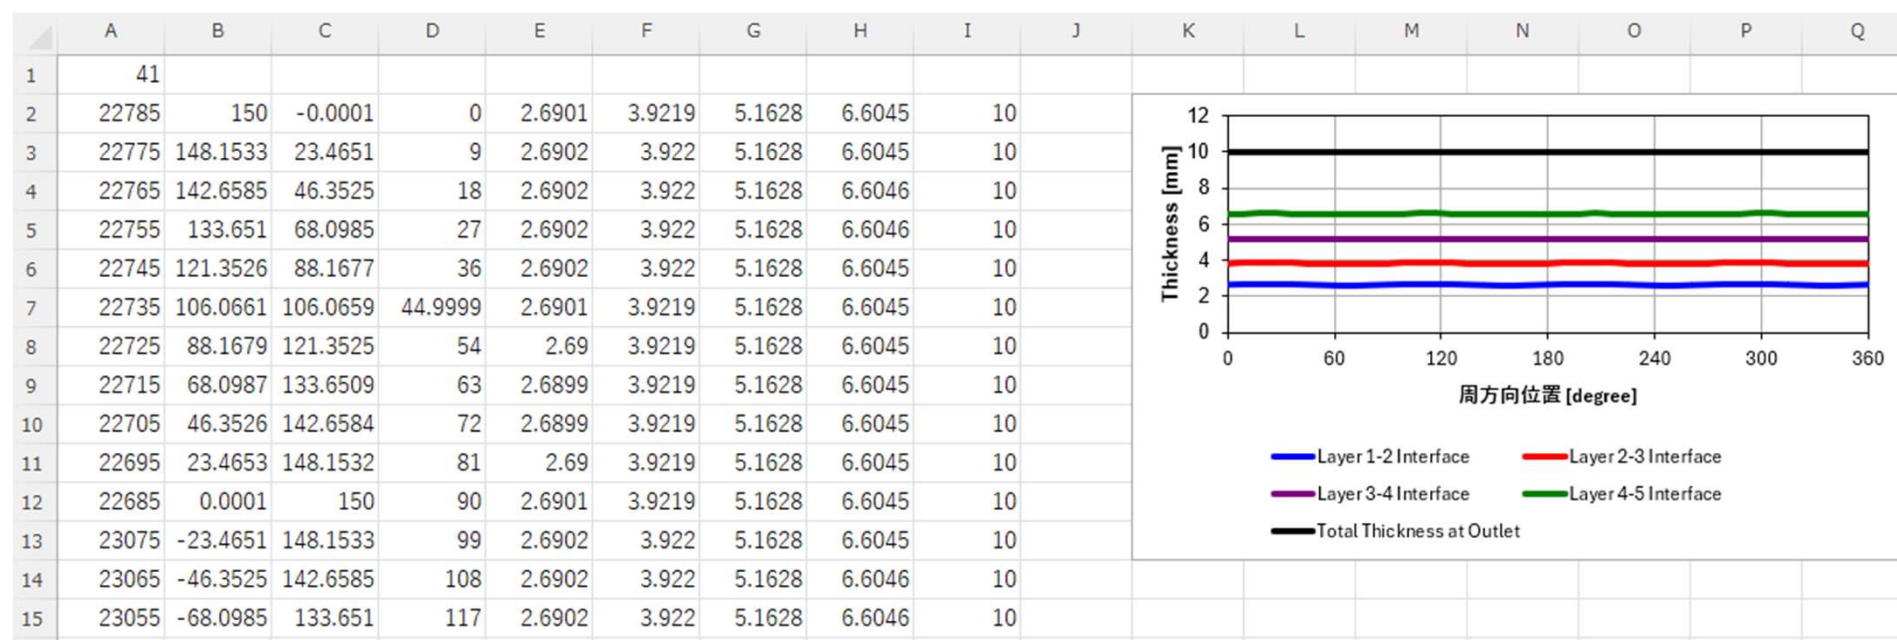 A B C D E F G H I J K L M N O P Q
1 41
2 22785 150 -0.0001 0 2.6901 3.9219 5.1628 6.6045 10
3 22775 148.1533 23.4651 9 2.6902 3.922 5.1628 6.6045 10
4 22765 142.6585 46.3525 18 2.6902 3.922 5.1628 6.6046 10
5 22755 133.651 68.0985 27 2.6902 3.922 5.1628 6.6046 10
6 22745 121.3526 88.1677 36 2.6902 3.922 5.1628 6.6045 10
7 22735 106.0661 106.0659 44.9999 2.6901 3.9219 5.1628 6.6045 10
8 22725 88.1679 121.3525 54 2.69 3.9219 5.1628 6.6045 10
9 22715 68.0987 133.6509 63 2.6899 3.9219 5.1628 6.6045 10
10 22705 46.3526 142.6584 72 2.6899 3.9219 5.1628 6.6045 10
11 22695 23.4653 148.1532 81 2.69 3.9219 5.1628 6.6045 10
12 22685 0.0001 150 90 2.6901 3.9219 5.1628 6.6045 10
13 23075 -23.4651 148.1533 99 2.6902 3.922 5.1628 6.6045 10
14 23065 -46.3525 142.6585 108 2.6902 3.922 5.1628 6.6046 10
15 23055 -68.0985 133.651 117 2.6902 3.922 5.1628 6.6046 10
Thickness [mm]
12
10
8
6
4
2
0
0 60 120 180 240 300 360
周方向位置 [degree]
Layer 1-2 Interface Layer 2-3 Interface
Layer 3-4 Interface Layer 4-5 Interface
Total Thickness at Outlet